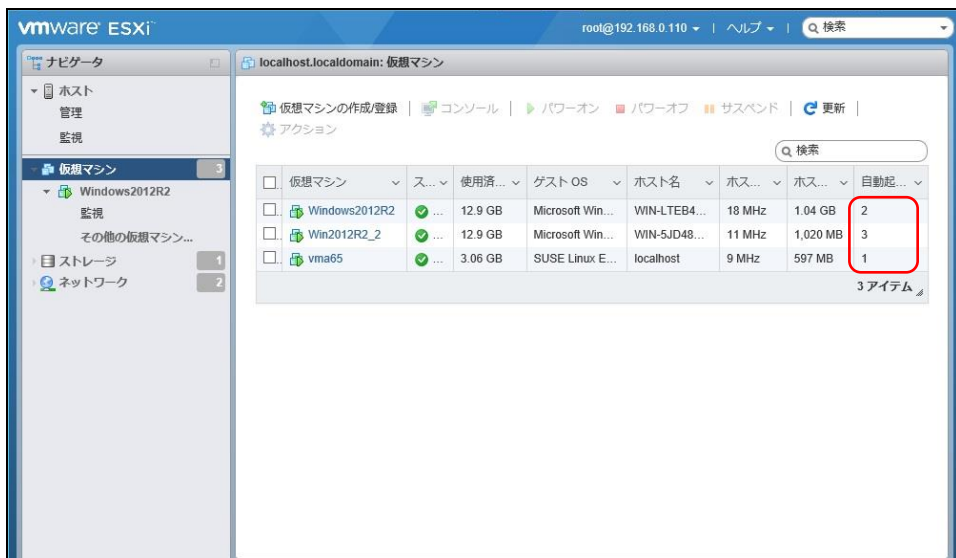 vmware ESXi™ root@192.168.0.110 | ヘルプ | 検索
ナビゲータ
localhost.localdomain: 仮想マシン
ホスト
管理
監視
仮想マシン 3
Windows2012R2
監視
その他の仮想マシン...
ストレージ 1
ネットワーク 2
仮想マシンの作成/登録 | コンソール | パワーオン パワーオフ サスペンド | 更新 |
アクション
検索
仮想マシン ス... 使用済... ゲスト OS ホスト名 ホス... ホス... 自動起...
Windows2012R2 ... 12.9 GB Microsoft Win... WIN-LTEB4... 18 MHz 1.04 GB 2
Win2012R2_2 ... 12.9 GB Microsoft Win... WIN-5JD48... 11 MHz 1,020 MB 3
vma65 ... 3.06 GB SUSE Linux E... localhost 9 MHz 597 MB 1
3 アイテム